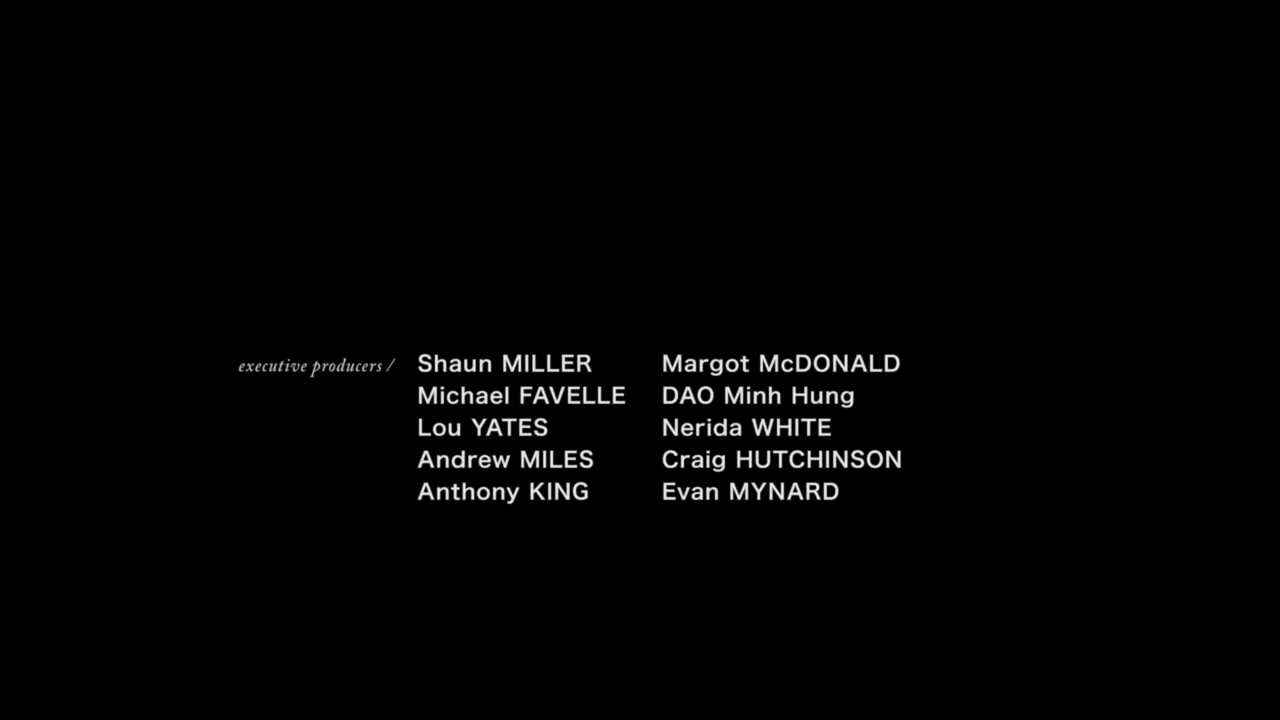 executive producers / Shaun MILLER Margot McDONALD
Michael FAVELLE DAO Minh Hung
Lou YATES Nerida WHITE
Andrew MILES Craig HUTCHINSON
Anthony KING Evan MYNARD